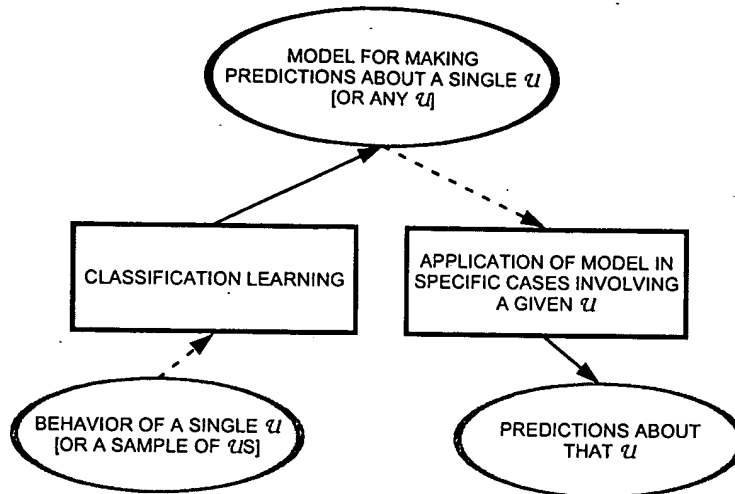 MODEL FOR MAKING
PREDICTIONS ABOUT A SINGLE 𝒰
[OR ANY 𝒰]
CLASSIFICATION LEARNING
APPLICATION OF MODEL IN
SPECIFIC CASES INVOLVING
A GIVEN 𝒰
BEHAVIOR OF A SINGLE 𝒰
[OR A SAMPLE OF 𝒰S]
PREDICTIONS ABOUT
THAT 𝒰